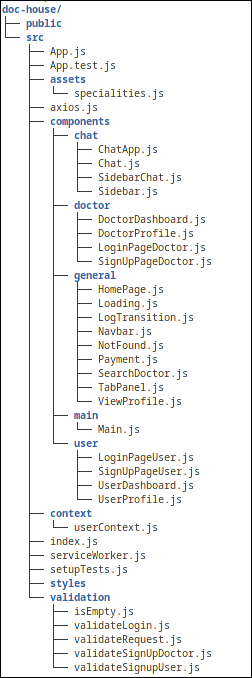 doc-house/
public
src
App.js
App.test.js
assets
specialities.js
axios.js
components
chat
ChatApp.js
Chat.js
SidebarChat.js
Sidebar.js
doctor
DoctorDashboard.js
DoctorProfile.js
LoginPageDoctor.js
SignUpPageDoctor.js
general
HomePage.js
Loading.js
LogTransition.js
Navbar.js
NotFound.js
Payment.js
SearchDoctor.js
TabPanel.js
ViewProfile.js
main
Main.js
user
LoginPageUser.js
SignUpPageUser.js
UserDashboard.js
UserProfile.js
context
userContext.js
index.js
serviceWorker.js
setupTests.js
styles
validation
isEmpty.js
validateLogin.js
validateRequest.js
validateSignUpDoctor.js
validateSignupUser.js